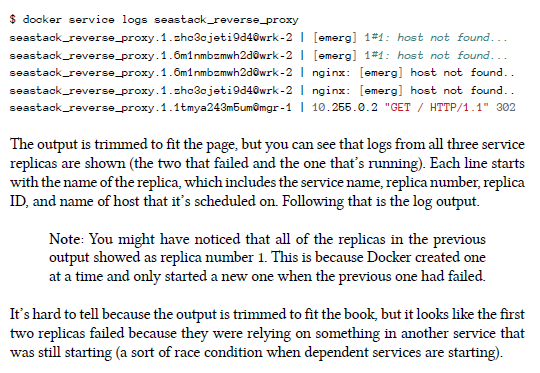 $ docker service logs seastack_reverse_proxy
seastack_reverse_proxy.1.zhc3cjeti9d4@wrk-2 | [emerg] 1#1: host not found...
seastack_reverse_proxy.1.6m1nmbzmwh2d@wrk-2 | [emerg] 1#1: host not found...
seastack_reverse_proxy.1.6m1nmbzmwh2d@wrk-2 | nginx: [emerg] host not found..
seastack_reverse_proxy.1.zhc3cjeti9d4@wrk-2 | nginx: [emerg] host not found..
seastack_reverse_proxy.1.1tmya243m5um@mgr-1 | 10.255.0.2 "GET / HTTP/1.1" 302
The output is trimmed to fit the page, but you can see that logs from all three service
replicas are shown (the two that failed and the one that’s running). Each line starts
with the name of the replica, which includes the service name, replica number, replica
ID, and name of host that it’s scheduled on. Following that is the log output.
Note: You might have noticed that all of the replicas in the previous
output showed as replica number 1. This is because Docker created one
at a time and only started a new one when the previous one had failed.
It’s hard to tell because the output is trimmed to fit the book, but it looks like the first
two replicas failed because they were relying on something in another service that
was still starting (a sort of race condition when dependent services are starting).